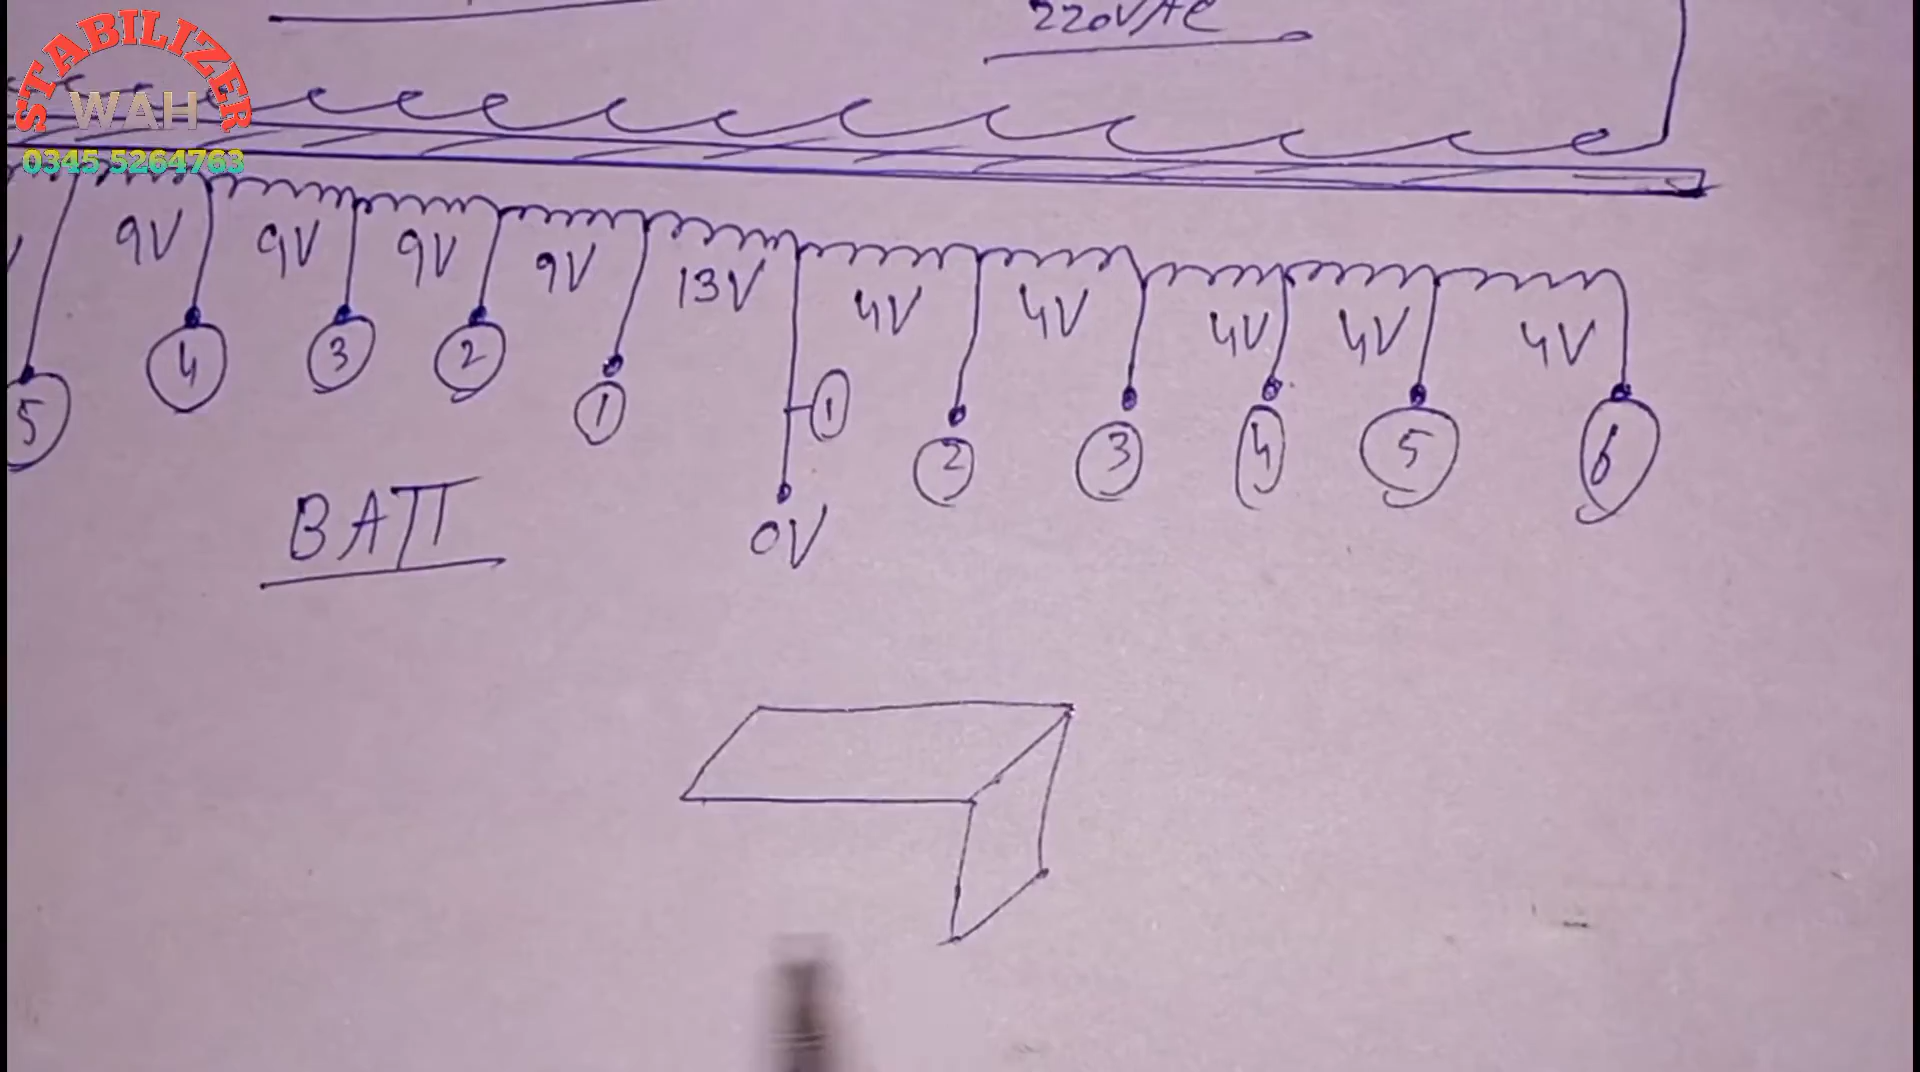 220VAC
STABILIZER
WAH
0345 5264763
9V 9V 9V 9V 13V 4V 4V 4V 4V 4V
5 4 3 2 1 1 2 3 4 5 6
BATT
0V